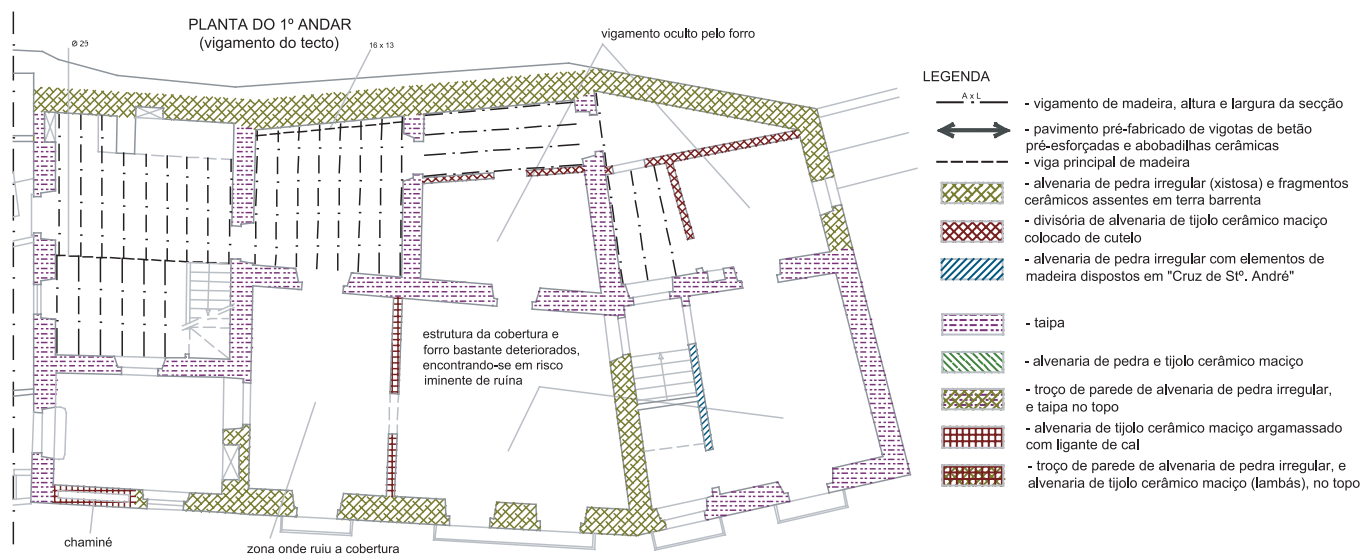 PLANTA DO 1º ANDAR
(vigamento do tecto)
Ø 29
16 x 13
vigamento oculto pelo forro
estrutura da cobertura e
forro bastante deteriorados,
encontrando-se em risco
iminente de ruína
chaminé
zona onde ruiu a cobertura
LEGENDA
A x L
- vigamento de madeira, altura e largura da secção
- pavimento pré-fabricado de vigotas de betão
pré-esforçadas e abobadilhas cerâmicas
- viga principal de madeira
- alvenaria de pedra irregular (xistosa) e fragmentos
cerâmicos assentes em terra barrenta
- divisória de alvenaria de tijolo cerâmico maciço
colocado de cutelo
- alvenaria de pedra irregular com elementos de
madeira dispostos em "Cruz de Stº. André"
- taipa
- alvenaria de pedra e tijolo cerâmico maciço
- troço de parede de alvenaria de pedra irregular,
e taipa no topo
- alvenaria de tijolo cerâmico maciço argamassado
com ligante de cal
- troço de parede de alvenaria de pedra irregular, e
alvenaria de tijolo cerâmico maciço (lambás), no topo